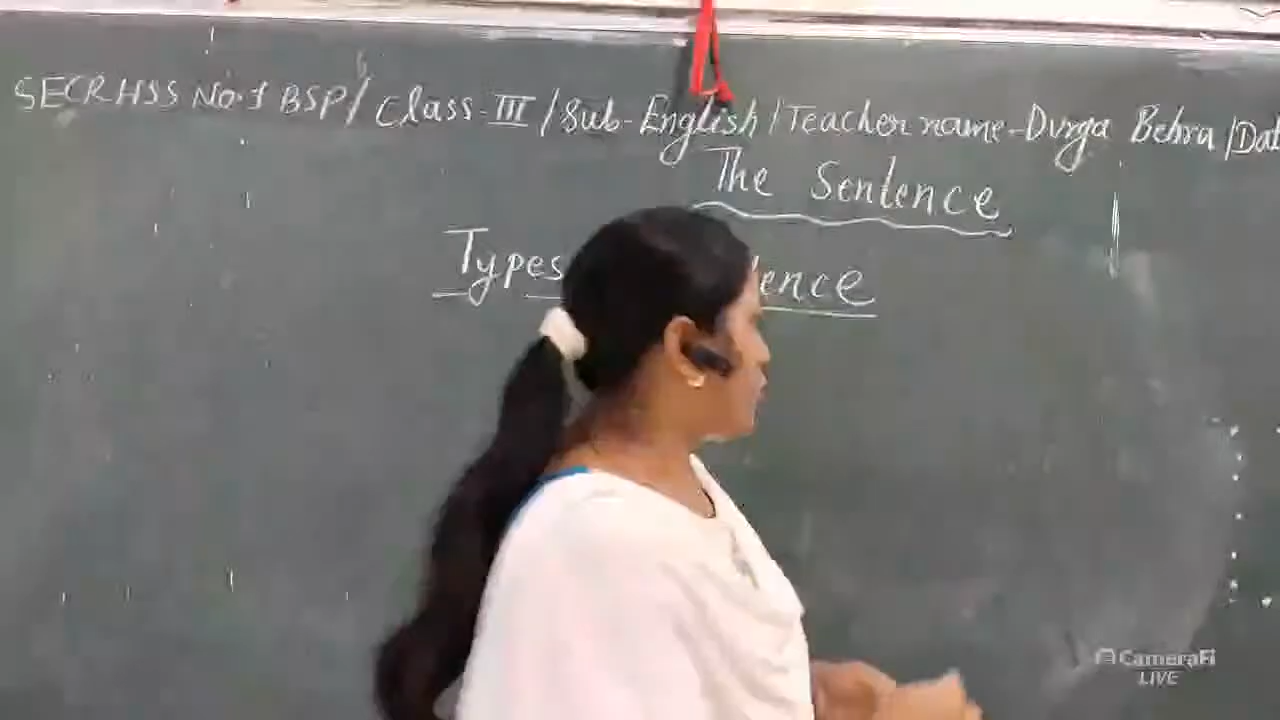 SECR HSS No.1 BSP/ Class-III /Sub-English/Teacher name-Durga Behra /Dat
The Sentence
Types ence
CameraFi
LIVE